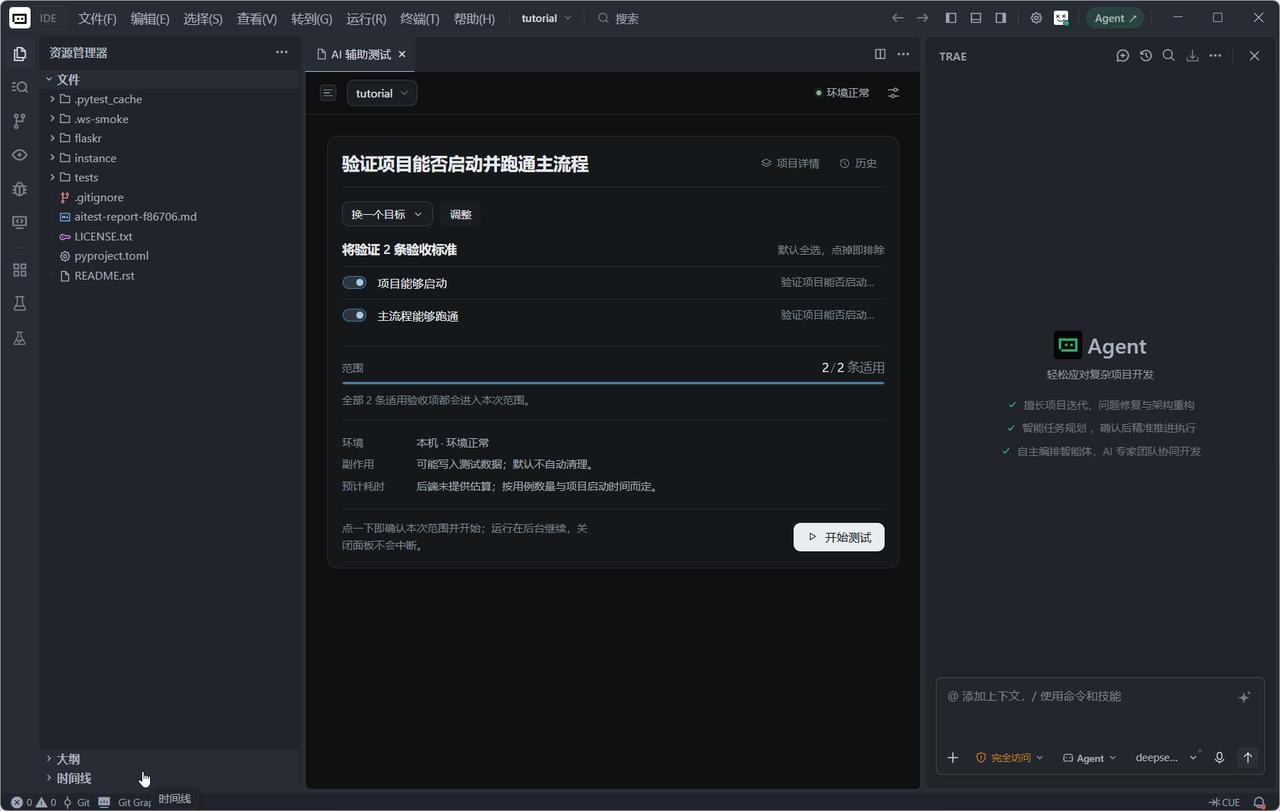 IDE 文件(F) 编辑(E) 选择(S) 查看(V) 转到(G) 运行(R) 终端(T) 帮助(H) tutorial 搜索 Agent
资源管理器
文件
.pytest_cache
.ws-smoke
flaskr
instance
tests
.gitignore
aitest-report-f86706.md
LICENSE.txt
pyproject.toml
README.rst
大纲
时间线
AI 辅助测试
tutorial
环境正常
验证项目能否启动并跑通主流程
项目详情 历史
换一个目标 调整
将验证 2 条验收标准 默认全选，点掉即排除
项目能够启动 验证项目能否启动...
主流程能够跑通 验证项目能否启动...
范围 2/2 条适用
全部 2 条适用验收项都会进入本次范围。
环境 本机 · 环境正常
副作用 可能写入测试数据；默认不自动清理。
预计耗时 后端未提供估算；按用例数量与项目启动时间而定。
点一下即确认本次范围并开始；运行在后台继续，关
闭面板不会中断。
开始测试
TRAE
Agent
轻松应对复杂项目开发
擅长项目迭代、问题修复与架构重构
智能任务规划 ，确认后精准推进执行
自主编排智能体，AI 专家团队协同开发
@ 添加上下文，/ 使用命令和技能
完全访问 Agent deepse...
0 0 Git Git Grap 时间线 CUE